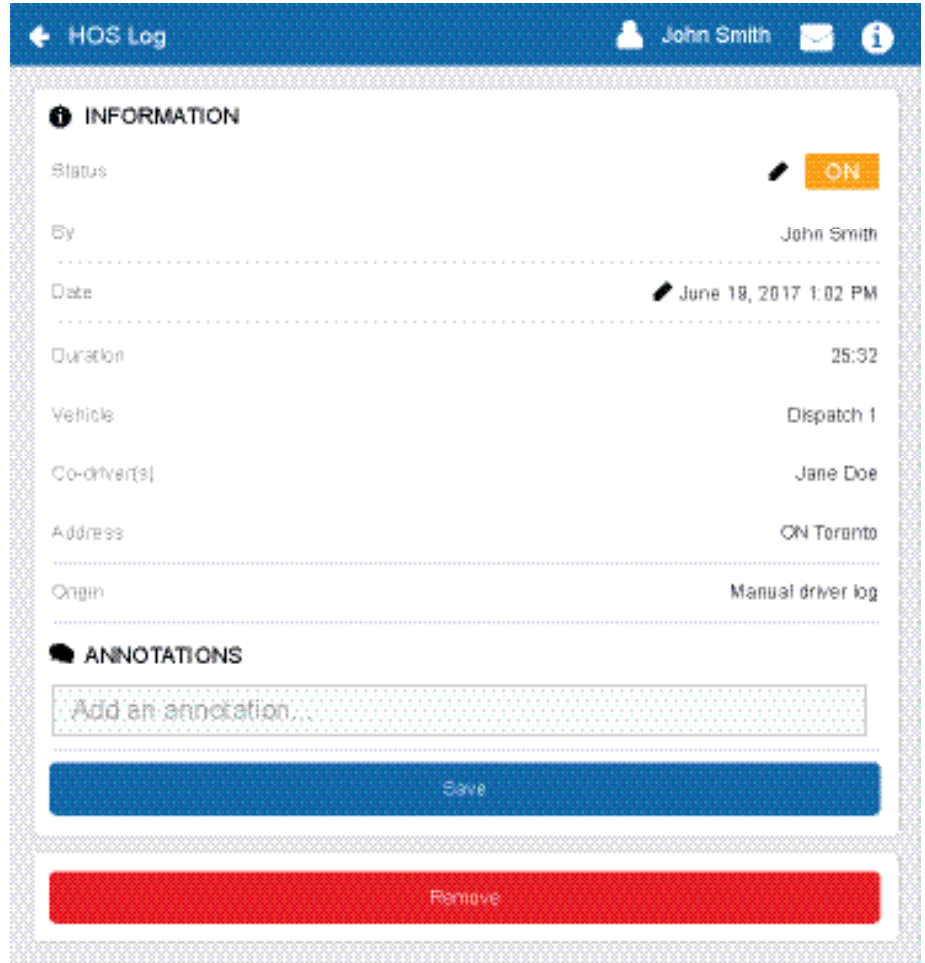 HOS Log John Smith
INFORMATION
Status ON
By John Smith
Date June 19, 2017 1:02 PM
Duration 25:32
Vehicle Dispatch 1
Co-driver(s) Jane Doe
Address ON Toronto
Origin Manual driver log
ANNOTATIONS
Add an annotation...
Save
Remove